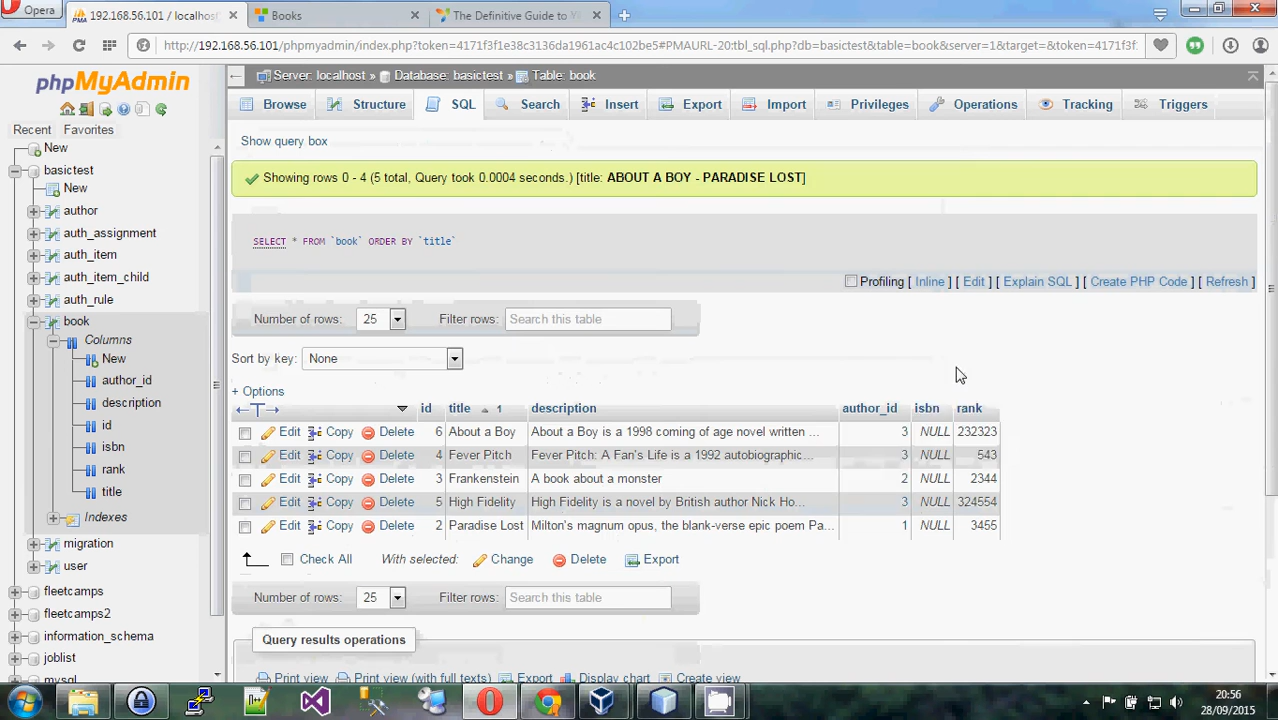 Opera
192.168.56.101 / localhost
Books
The Definitive Guide to Yi
http://192.168.56.101/phpmyadmin/index.php?token=4171f3f1e38c3136da1961ac4c102be5#PMAURL-20:tbl_sql.php?db=basictest&table=book&server=1&target=&token=4171f3f1
phpMyAdmin
Recent Favorites
New
basictest
New
author
auth_assignment
auth_item
auth_item_child
auth_rule
book
Columns
New
author_id
description
id
isbn
rank
title
Indexes
migration
user
fleetcamps
fleetcamps2
information_schema
joblist
mysql
Server: localhost » Database: basictest » Table: book
Browse Structure SQL Search Insert Export Import Privileges Operations Tracking Triggers
Show query box
Showing rows 0 - 4 (5 total, Query took 0.0004 seconds.) [title: ABOUT A BOY - PARADISE LOST]
SELECT * FROM `book` ORDER BY `title`
Profiling [ Inline ] [ Edit ] [ Explain SQL ] [ Create PHP Code ] [ Refresh ]
Number of rows: 25 Filter rows: Search this table
Sort by key: None
+ Options
id title 1 description author_id isbn rank
Edit Copy Delete 6 About a Boy About a Boy is a 1998 coming of age novel written ... 3 NULL 232323
Edit Copy Delete 4 Fever Pitch Fever Pitch: A Fan's Life is a 1992 autobiographic... 3 NULL 543
Edit Copy Delete 3 Frankenstein A book about a monster 2 NULL 2344
Edit Copy Delete 5 High Fidelity High Fidelity is a novel by British author Nick Ho... 3 NULL 324554
Edit Copy Delete 2 Paradise Lost Milton's magnum opus, the blank-verse epic poem Pa... 1 NULL 3455
Check All With selected: Change Delete Export
Number of rows: 25 Filter rows: Search this table
Query results operations
Print view Print view (with full texts) Export Display chart Create view
20:56
28/09/2015